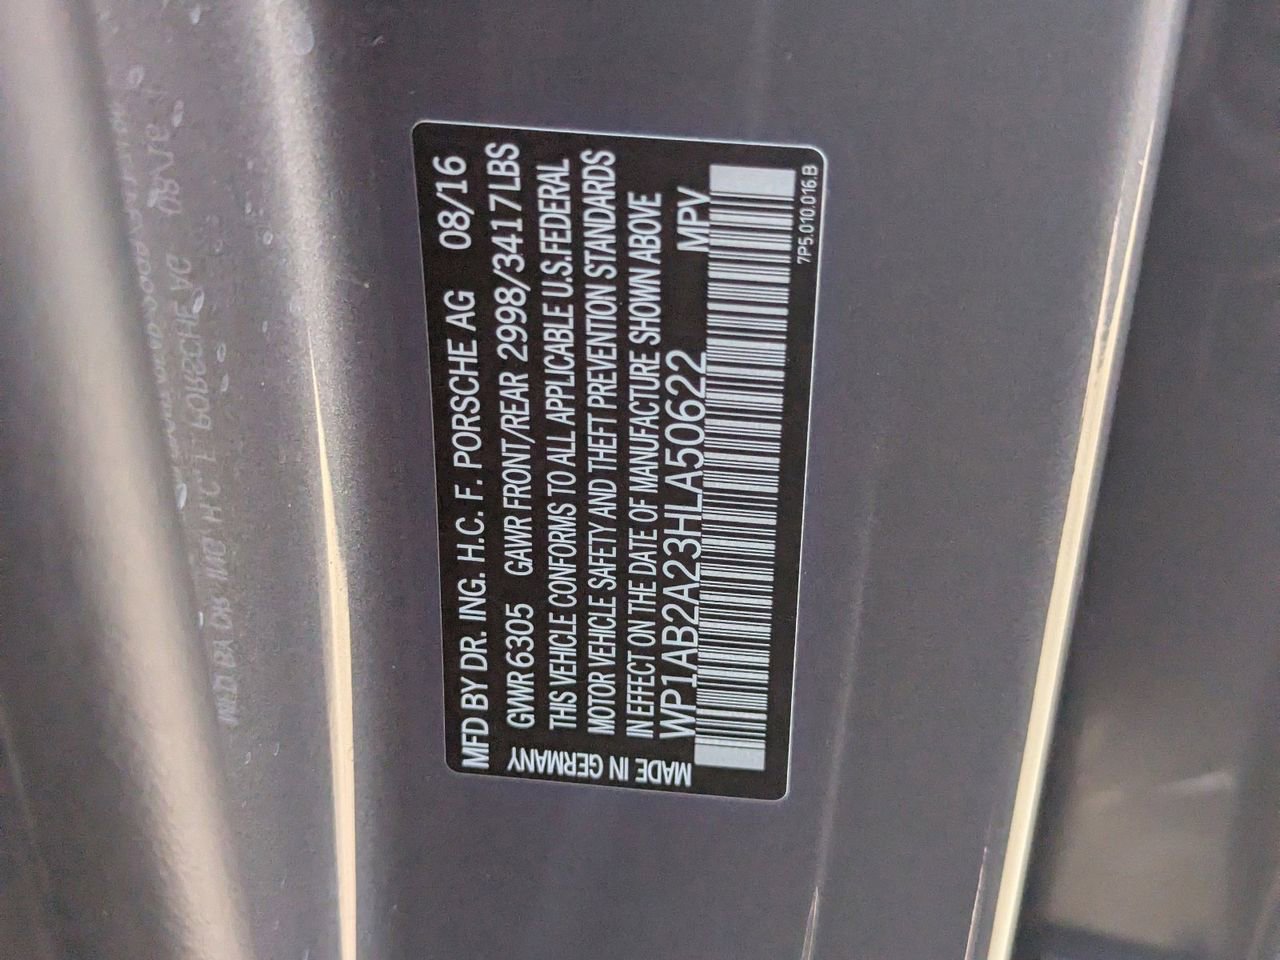 MFD BY DR. ING. H.C. F. PORSCHE AG 08/16
GWR 6305 GAWR FRONT/REAR 2998/3417LBS
THIS VEHICLE CONFORMS TO ALL APPLICABLE U.S.FEDERAL
MOTOR VEHICLE SAFETY AND THEFT PREVENTION STANDARDS
IN EFFECT ON THE DATE OF MANUFACTURE SHOWN ABOVE
WP1AB2A23HLA50622 MPV
MADE IN GERMANY
7P5.010.016.B